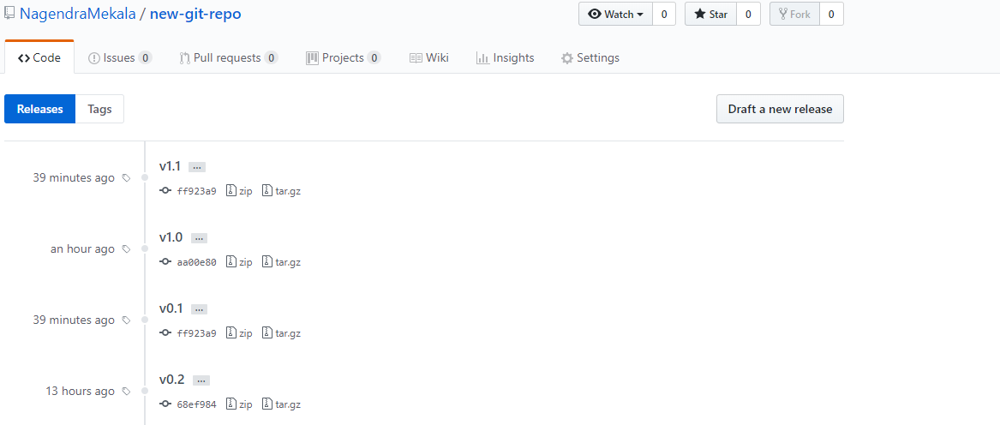 NagendraMekala / new-git-repo
Watch 0 Star 0 Fork 0
Code Issues 0 Pull requests 0 Projects 0 Wiki Insights Settings
Releases Tags Draft a new release
v1.1 ...
39 minutes ago
ff923a9 zip tar.gz
v1.0 ...
an hour ago
aa00e80 zip tar.gz
v0.1 ...
39 minutes ago
ff923a9 zip tar.gz
v0.2 ...
13 hours ago
68ef984 zip tar.gz